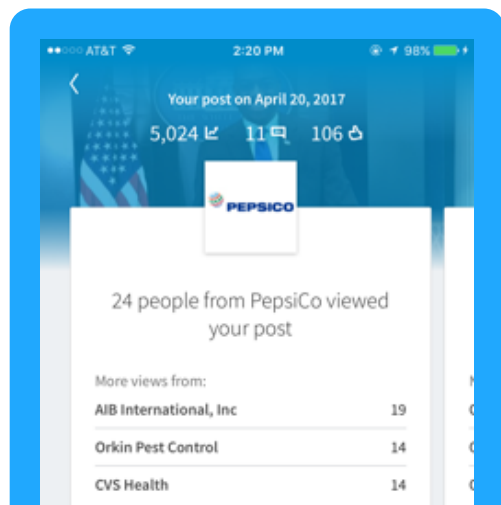 AT&T 2:20 PM 98%
Your post on April 20, 2017
5,024 11 106
PEPSICO
24 people from PepsiCo viewed
your post
More views from:
AIB International, Inc 19
Orkin Pest Control 14
CVS Health 14